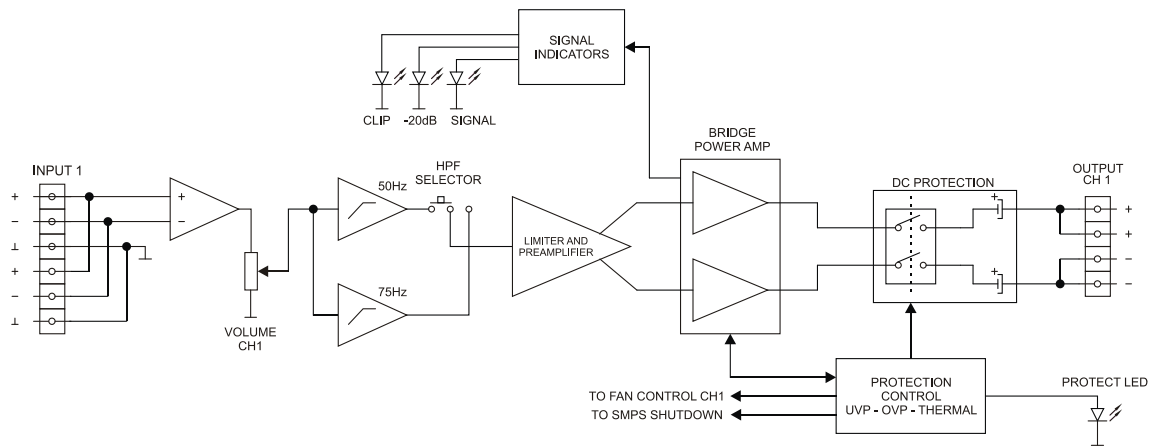 SIGNAL
INDICATORS
CLIP
-20dB
SIGNAL
BRIDGE
POWER AMP
INPUT 1
+
−
⊥
+
−
⊥
+
−
VOLUME
CH1
50Hz
75Hz
HPF
SELECTOR
LIMITER AND
PREAMPLIFIER
DC PROTECTION
+
+
OUTPUT
CH 1
+
+
−
−
PROTECTION
CONTROL
UVP - OVP - THERMAL
TO FAN CONTROL CH1
TO SMPS SHUTDOWN
PROTECT LED